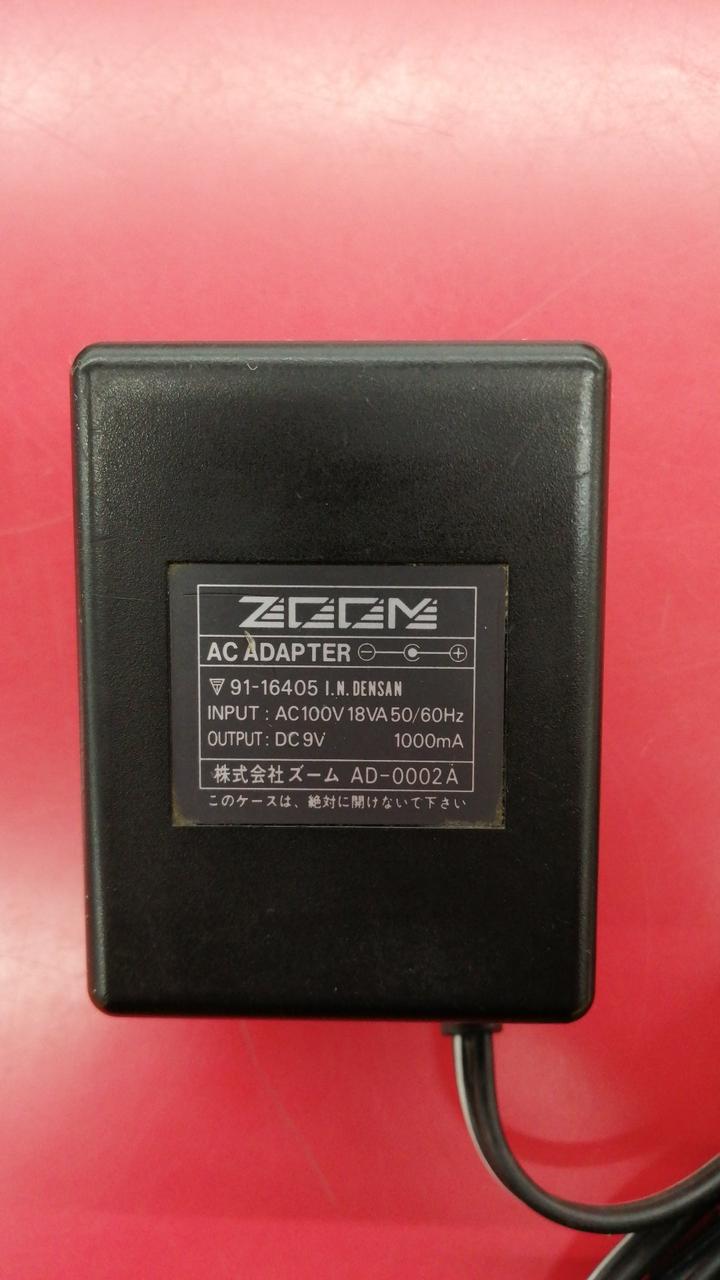 ZOOM
AC ADAPTER ⊖ ⊕
▽ 91-16405 I.N. DENSAN
INPUT : AC100V 18VA 50/60Hz
OUTPUT : DC 9V 1000mA
株式会社ズーム AD-0002A
このケースは、絶対に開けないで下さい